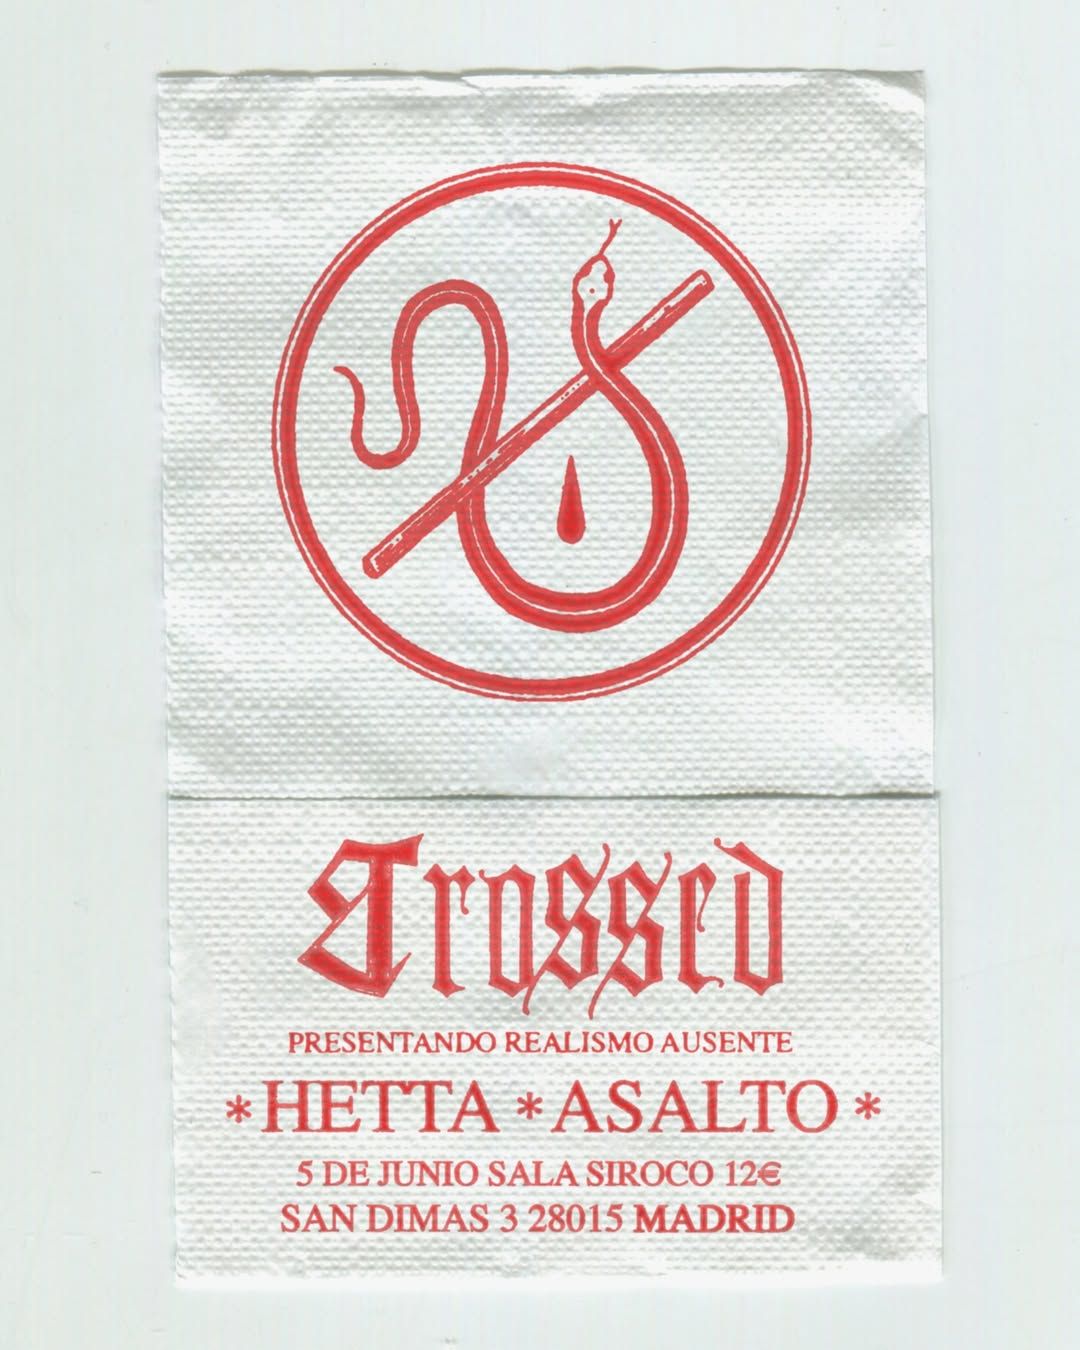 Crossed
PRESENTANDO REALISMO AUSENTE
*HETTA *ASALTO *
5 DE JUNIO SALA SIROCO 12€
SAN DIMAS 3 28015 MADRID